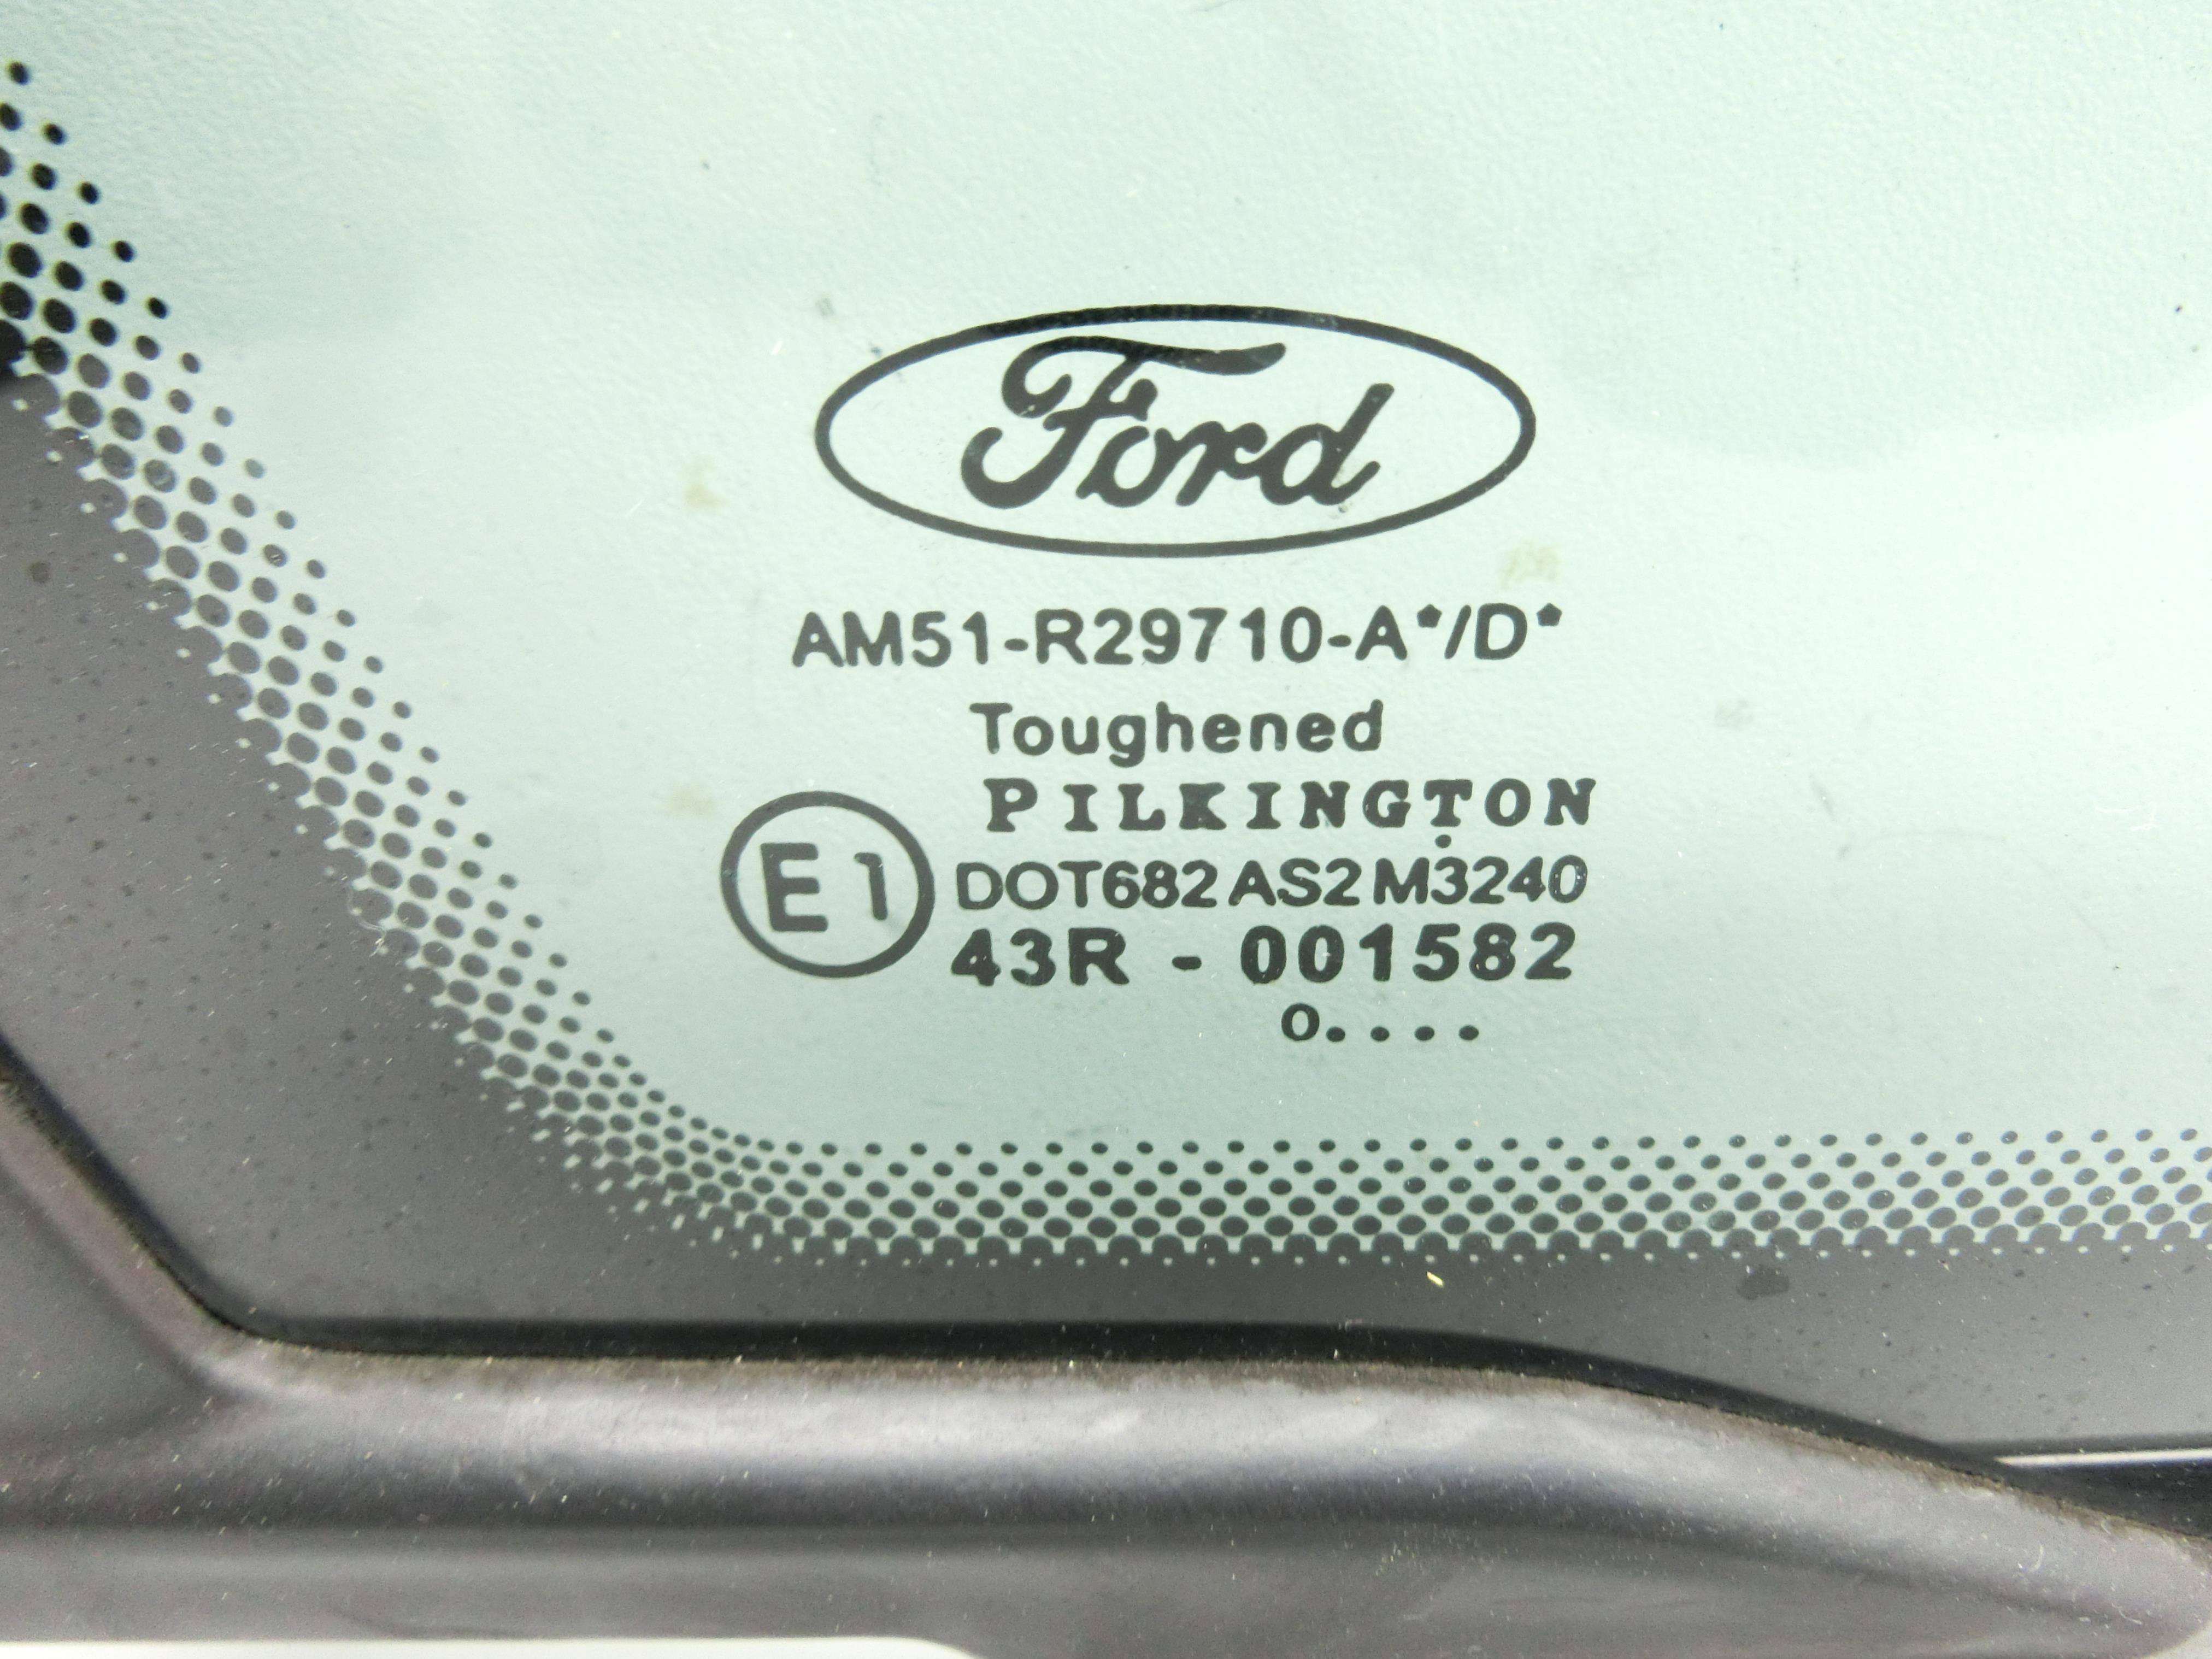 Ford
AM51-R29710-A*/D*
Toughened
PILKINGTON
E1
DOT682 AS2 M3240
43R - 001582
o....